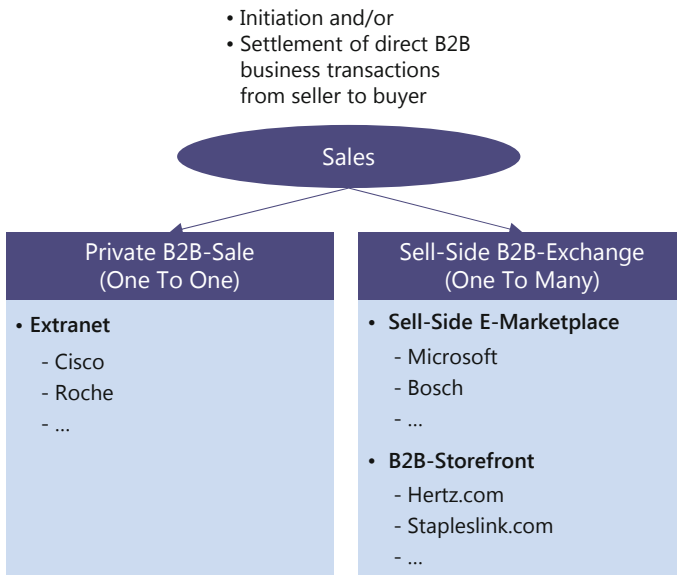 • Initiation and/or
• Settlement of direct B2B
business transactions
from seller to buyer
Sales
Private B2B-Sale
(One To One)
• Extranet
- Cisco
- Roche
- ...
Sell-Side B2B-Exchange
(One To Many)
• Sell-Side E-Marketplace
- Microsoft
- Bosch
- ...
• B2B-Storefront
- Hertz.com
- Stapleslink.com
- ...